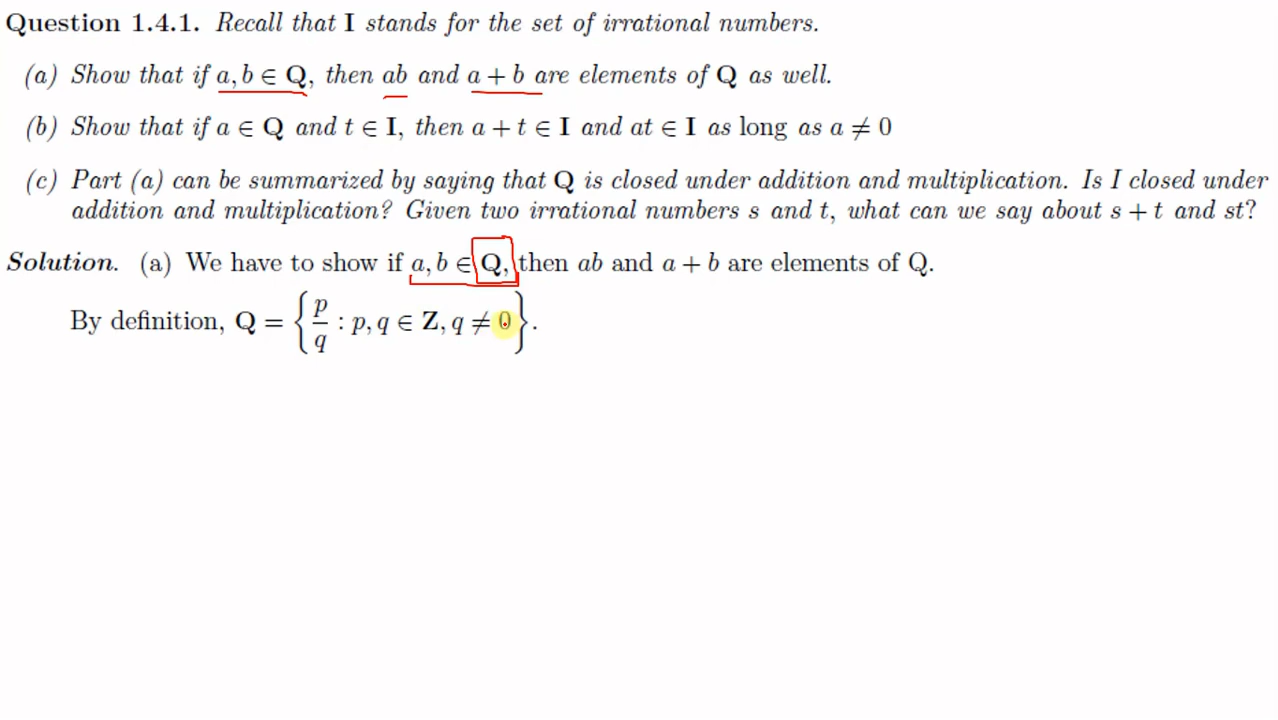 Question 1.4.1. Recall that I stands for the set of irrational numbers.
(a) Show that if a, b ∈ Q, then ab and a + b are elements of Q as well.
(b) Show that if a ∈ Q and t ∈ I, then a + t ∈ I and at ∈ I as long as a ≠ 0
(c) Part (a) can be summarized by saying that Q is closed under addition and multiplication. Is I closed under
addition and multiplication? Given two irrational numbers s and t, what can we say about s + t and st?
Solution. (a) We have to show if a, b ∈ Q, then ab and a + b are elements of Q.
By definition, Q = { p/q : p, q ∈ Z, q ≠ 0 }.